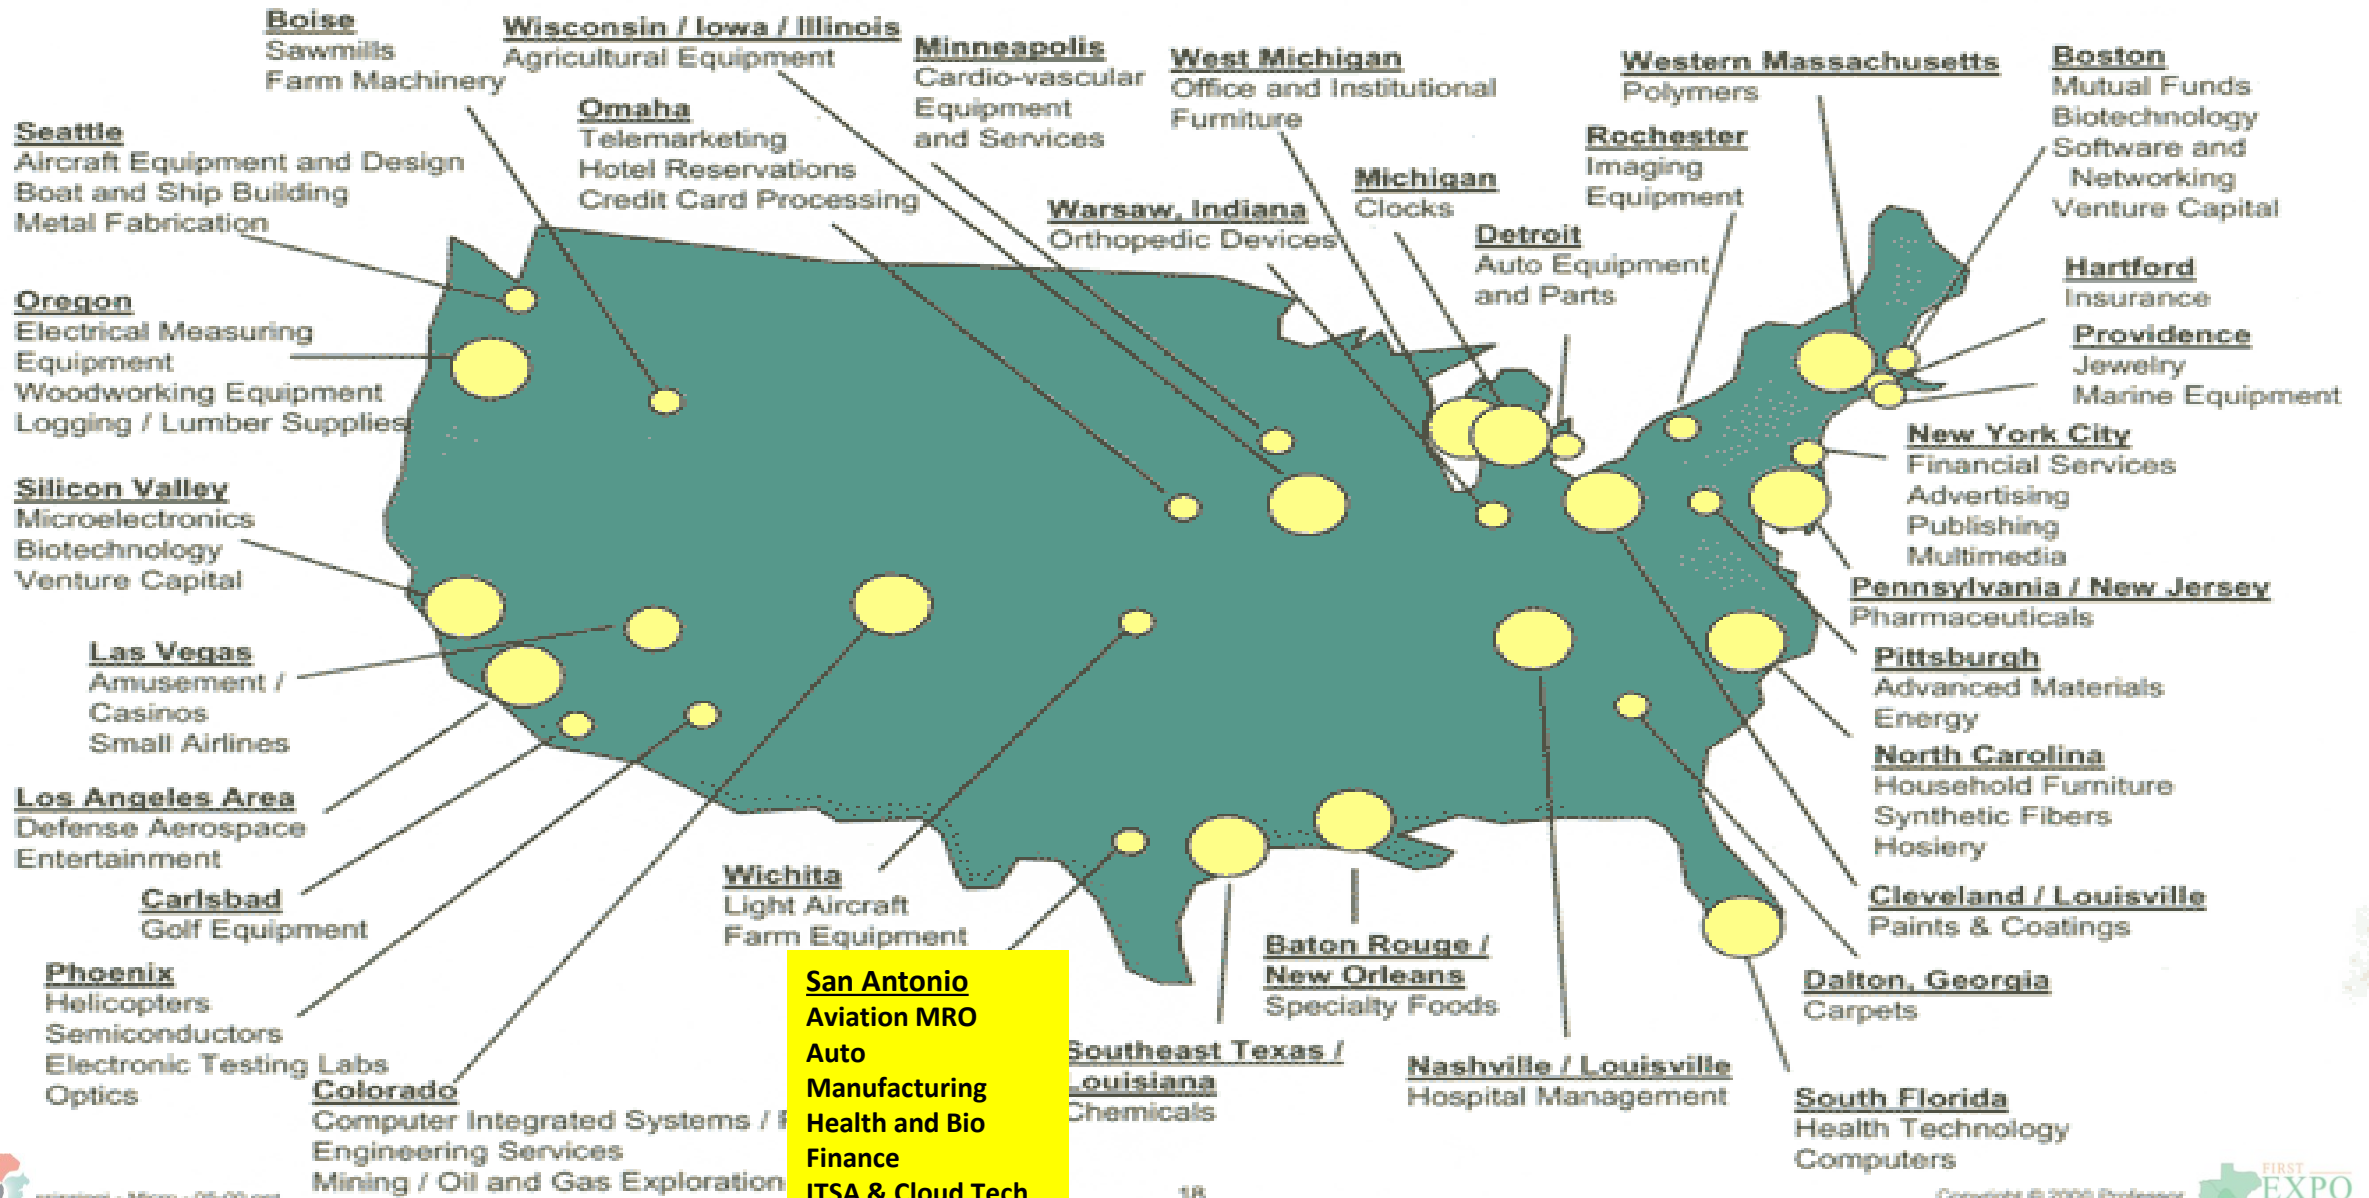 Boise
Sawmills
Farm Machinery
Wisconsin / Iowa / Illinois
Agricultural Equipment
Minneapolis
Cardio-vascular
Equipment
and Services
West Michigan
Office and Institutional
Furniture
Western Massachusetts
Polymers
Boston
Mutual Funds
Biotechnology
Software and
Networking
Venture Capital
Seattle
Aircraft Equipment and Design
Boat and Ship Building
Metal Fabrication
Omaha
Telemarketing
Hotel Reservations
Credit Card Processing
Warsaw, Indiana
Orthopedic Devices
Michigan
Clocks
Rochester
Imaging
Equipment
Detroit
Auto Equipment
and Parts
Hartford
Insurance
Providence
Jewelry
Marine Equipment
Oregon
Electrical Measuring
Equipment
Woodworking Equipment
Logging / Lumber Supplies
New York City
Financial Services
Advertising
Publishing
Multimedia
Silicon Valley
Microelectronics
Biotechnology
Venture Capital
Pennsylvania / New Jersey
Pharmaceuticals
Las Vegas
Amusement /
Casinos
Small Airlines
Pittsburgh
Advanced Materials
Energy
North Carolina
Household Furniture
Synthetic Fibers
Hosiery
Los Angeles Area
Defense Aerospace
Entertainment
Carlsbad
Golf Equipment
Wichita
Light Aircraft
Farm Equipment
Cleveland / Louisville
Paints & Coatings
Phoenix
Helicopters
Semiconductors
Electronic Testing Labs
Optics
San Antonio
Aviation MRO
Auto
Manufacturing
Health and Bio
Finance
ITSA & Cloud Tech
Baton Rouge /
New Orleans
Specialty Foods
Dalton, Georgia
Carpets
Southeast Texas /
Louisiana
Chemicals
Nashville / Louisville
Hospital Management
Colorado
Computer Integrated Systems /
Engineering Services
Mining / Oil and Gas Exploration
South Florida
Health Technology
Computers
18
Copyright © 2000 Professor
FIRST
EXPO